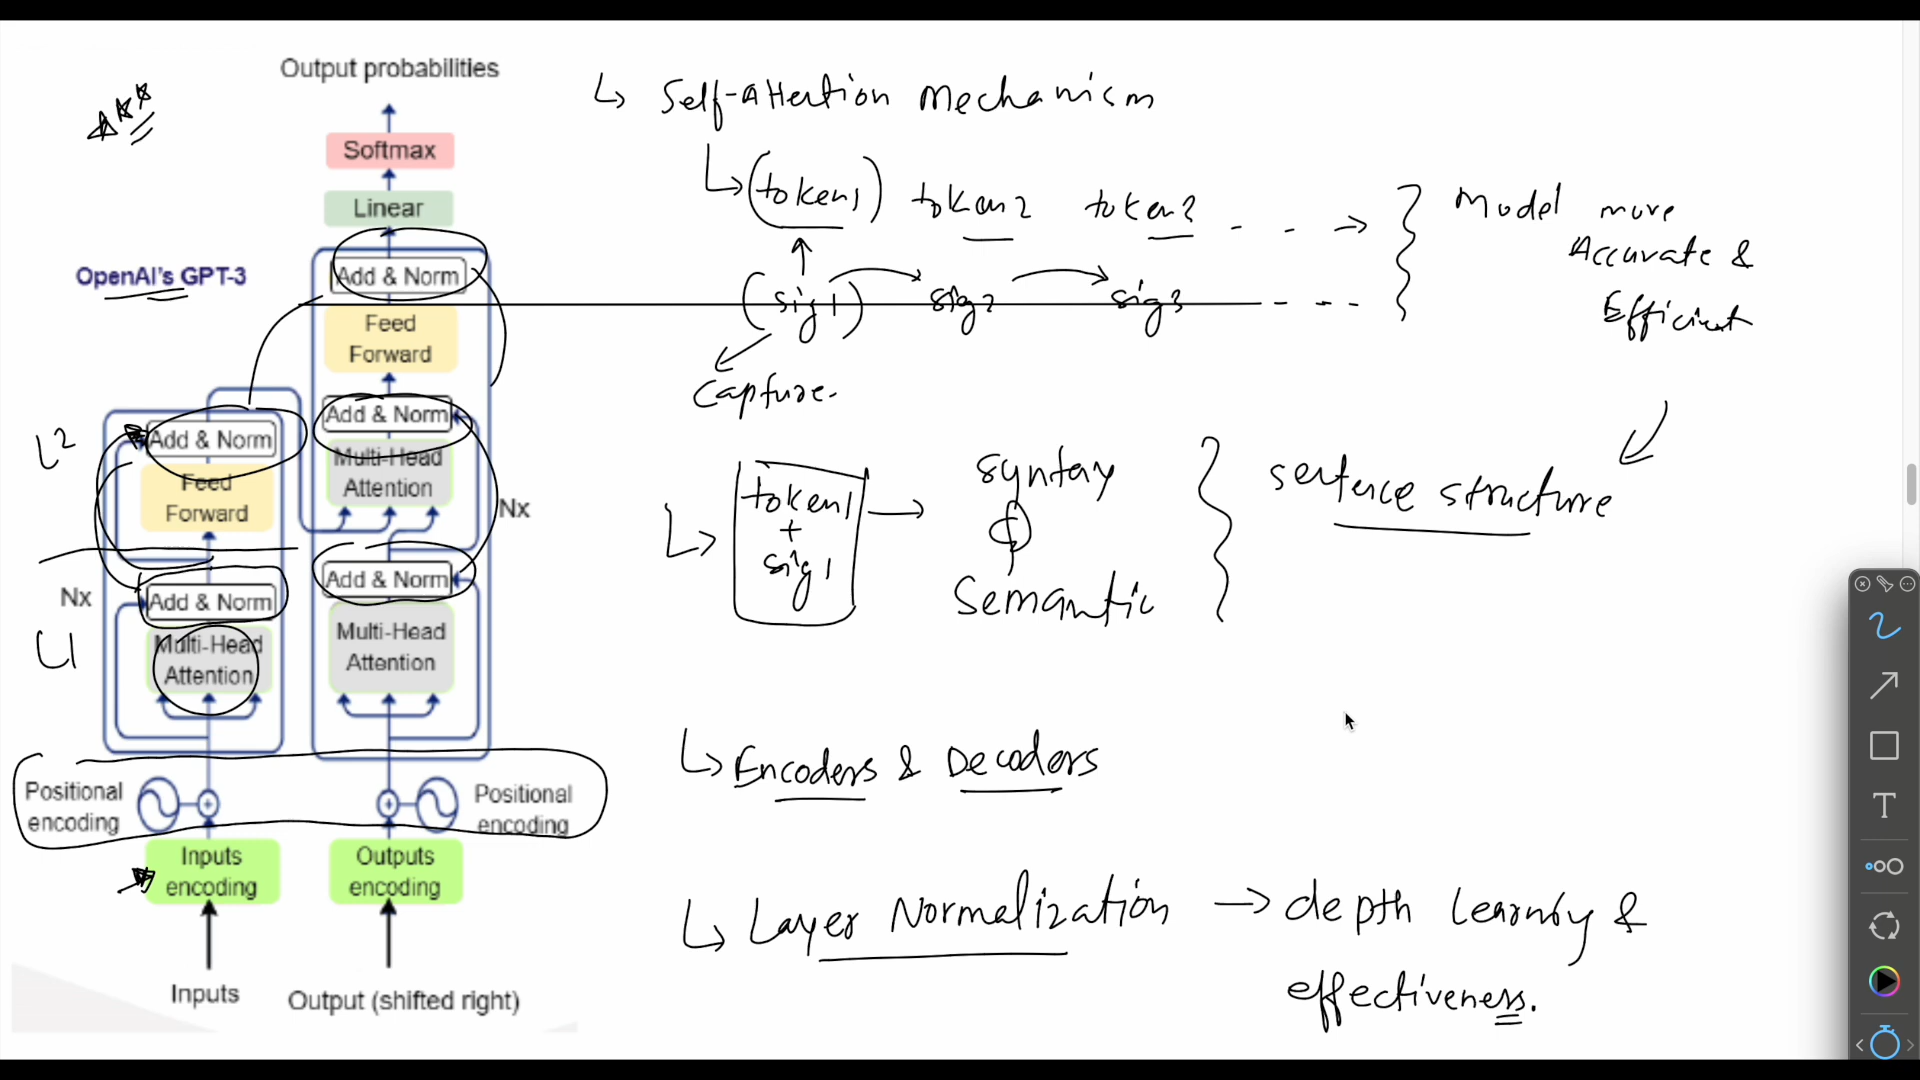 Output probabilities
Softmax
Linear
OpenAI's GPT-3
Add & Norm
Feed
Forward
Add & Norm
Multi-Head
Attention
Nx
Add & Norm
Multi-Head
Attention
L2
Add & Norm
Feed
Forward
Nx
L1
Add & Norm
Multi-Head
Attention
Positional
encoding
Positional
encoding
Inputs
encoding
Outputs
encoding
Inputs
Output (shifted right)
Self-Attention Mechanism
(token1) token2 token3 - - →
(sig1) sig2 sig3 - - -
Capture.
Model more
Accurate &
Efficient
token1
+
sig1
syntax
&
Semantic
sentence structure
Encoders & Decoders
Layer Normalization → depth learning &
effectiveness.
T